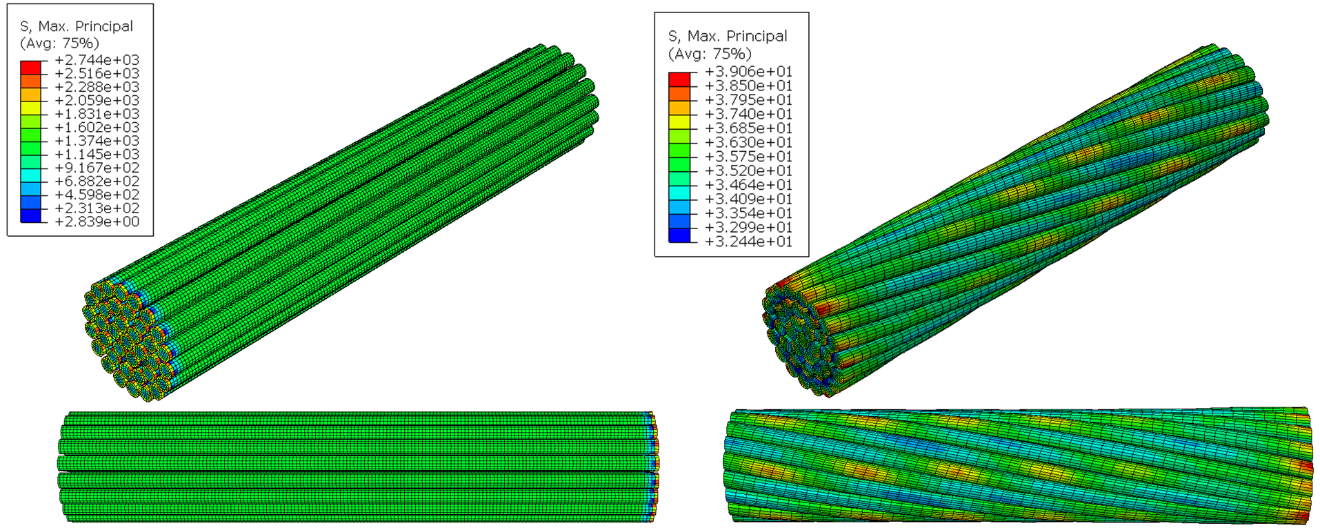 S, Max. Principal
(Avg: 75%)
+2.744e+03
+2.516e+03
+2.288e+03
+2.059e+03
+1.831e+03
+1.602e+03
+1.374e+03
+1.145e+03
+9.167e+02
+6.882e+02
+4.598e+02
+2.313e+02
+2.839e+00
S, Max. Principal
(Avg: 75%)
+3.906e+01
+3.850e+01
+3.795e+01
+3.740e+01
+3.685e+01
+3.630e+01
+3.575e+01
+3.520e+01
+3.464e+01
+3.409e+01
+3.354e+01
+3.299e+01
+3.244e+01